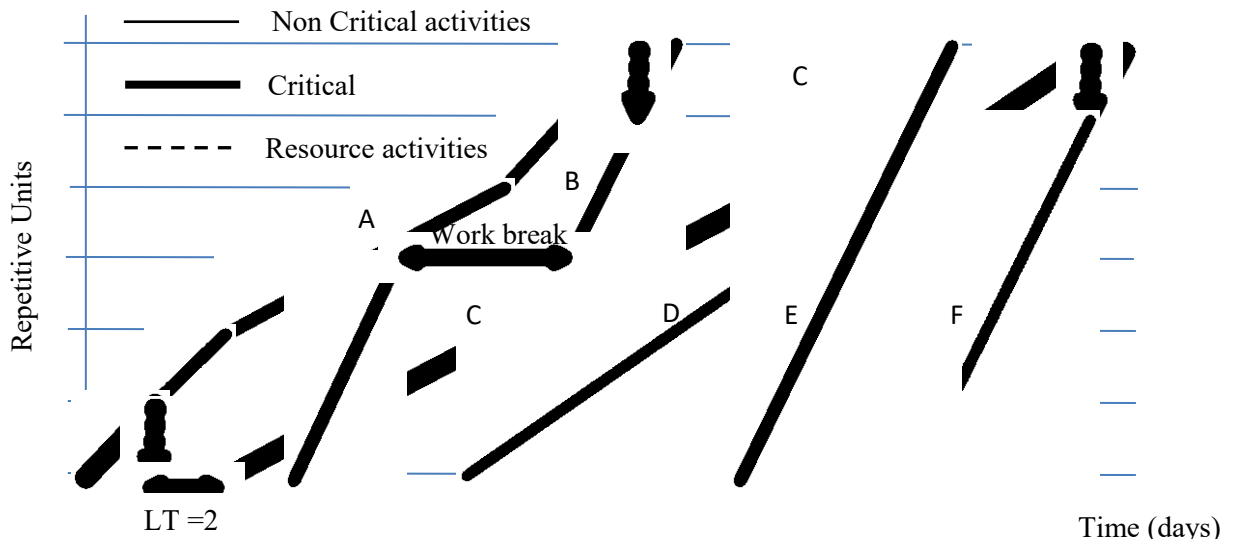 Non Critical activities
Critical
Resource activities
Repetitive Units
C
B
A
Work break
C
D
E
F
LT =2
Time (days)